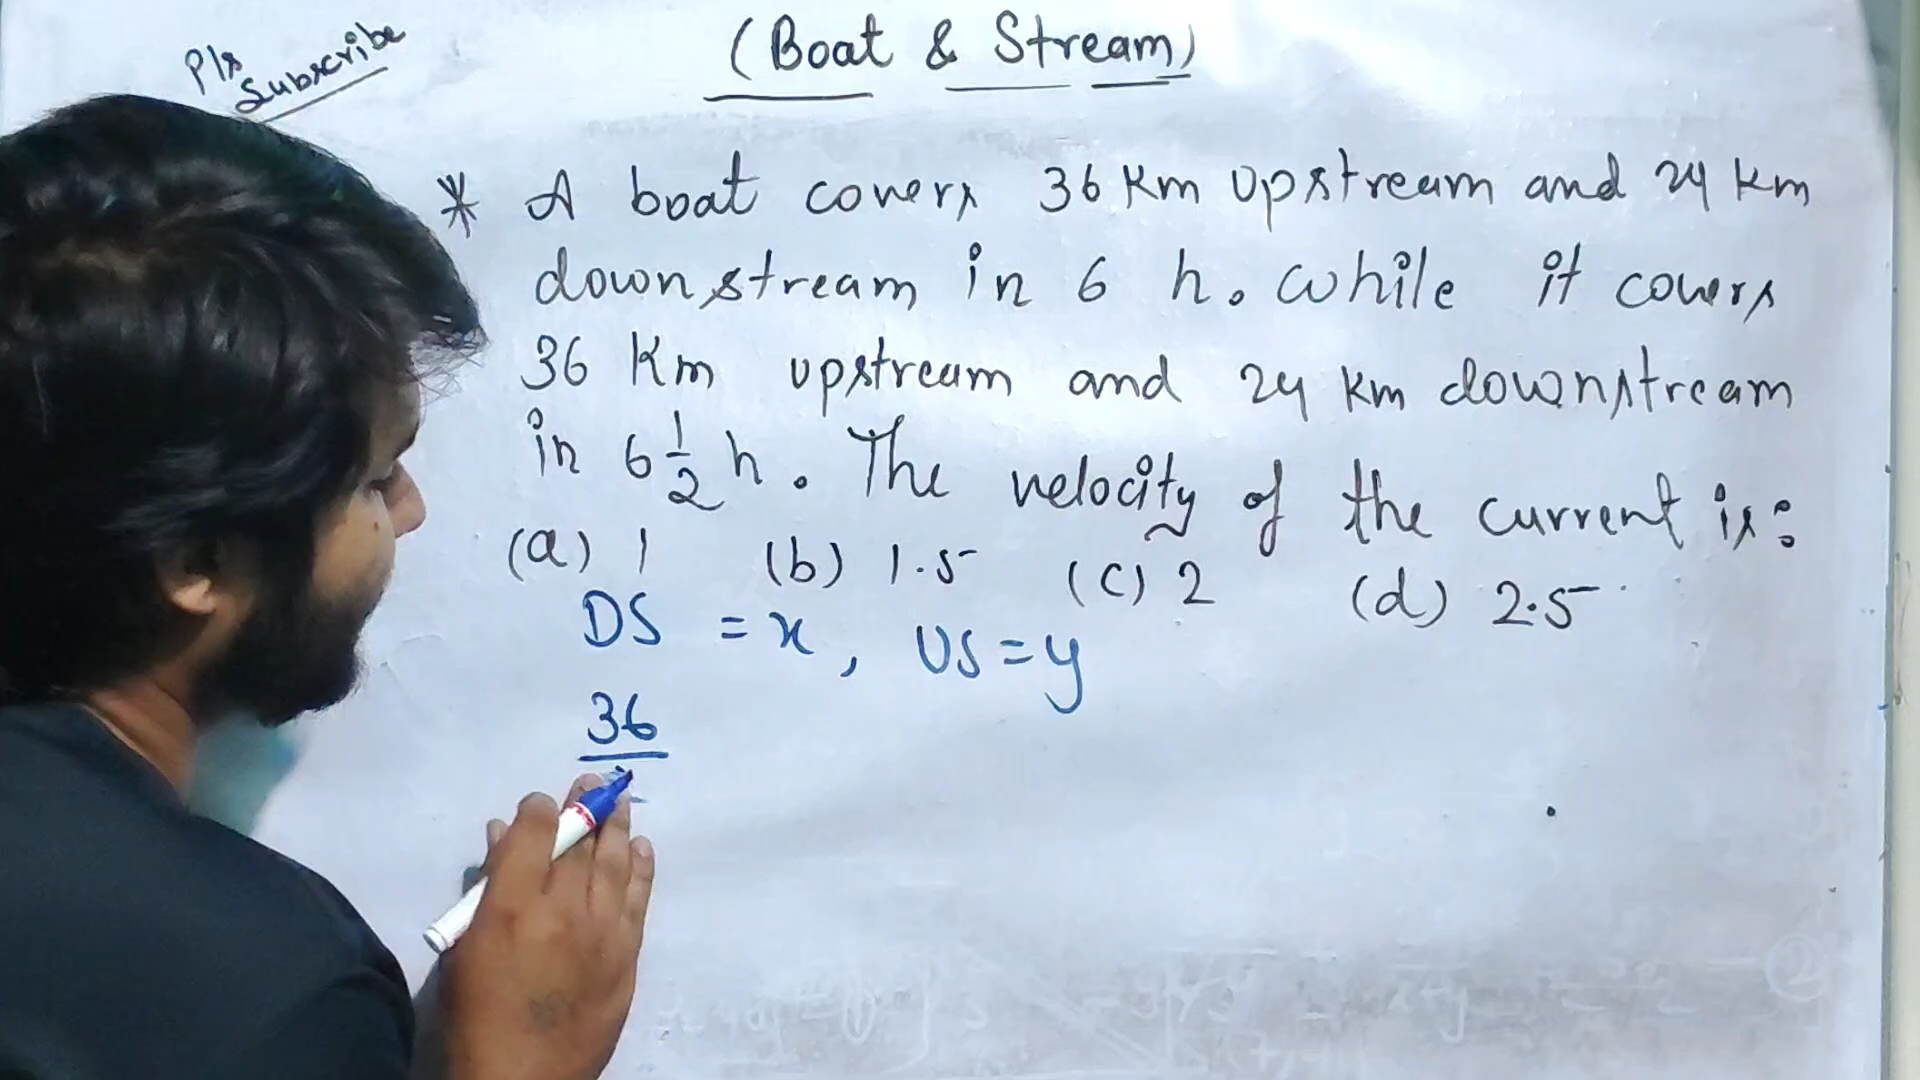 Pls
Subscribe
(Boat & Stream)
* A boat covers 36 Km upstream and 24 km
downstream in 6 h. while it covers
36 Km upstream and 24 km downstream
in 6 1/2 h. The velocity of the current is:
(a) 1 (b) 1.5 (c) 2 (d) 2.5
DS = x, US = y
36